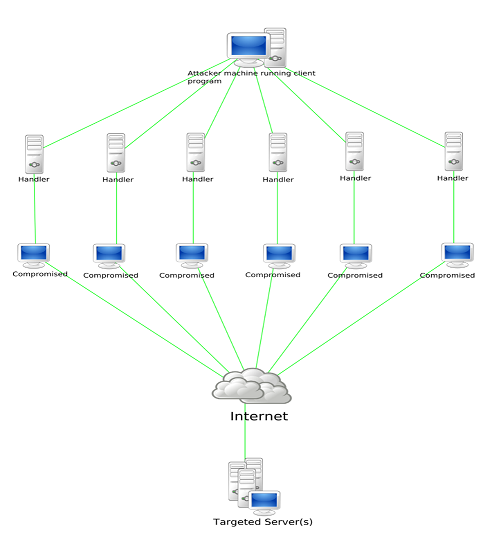 Attacker machine running client
program
Handler
Handler
Handler
Handler
Handler
Handler
Compromised
Compromised
Compromised
Compromised
Compromised
Compromised
Internet
Targeted Server(s)